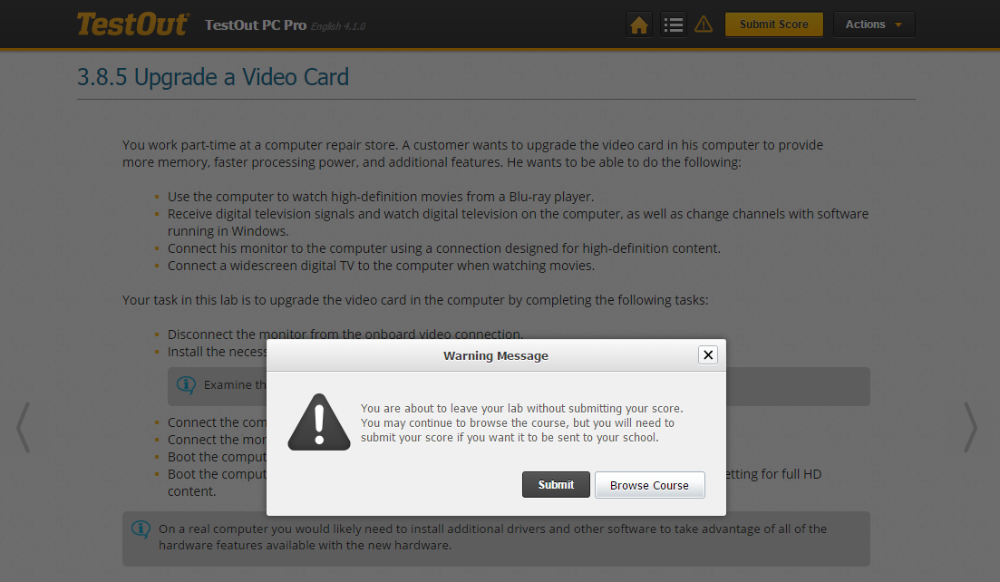 TestOut TestOut PC Pro English 4.1.0 Submit Score Actions
3.8.5 Upgrade a Video Card
You work part-time at a computer repair store. A customer wants to upgrade the video card in his computer to provide
more memory, faster processing power, and additional features. He wants to be able to do the following:
Use the computer to watch high-definition movies from a Blu-ray player.
Receive digital television signals and watch digital television on the computer, as well as change channels with software
running in Windows.
Connect his monitor to the computer using a connection designed for high-definition content.
Connect a widescreen digital TV to the computer when watching movies.
Your task in this lab is to upgrade the video card in the computer by completing the following tasks:
Disconnect the monitor from the onboard video connection.
Install the necess
Examine th
Connect the com
Connect the mor
Boot the comput
Boot the comput etting for full HD
content.
Warning Message
You are about to leave your lab without submitting your score.
You may continue to browse the course, but you will need to
submit your score if you want it to be sent to your school.
Submit Browse Course
On a real computer you would likely need to install additional drivers and other software to take advantage of all of the
hardware features available with the new hardware.